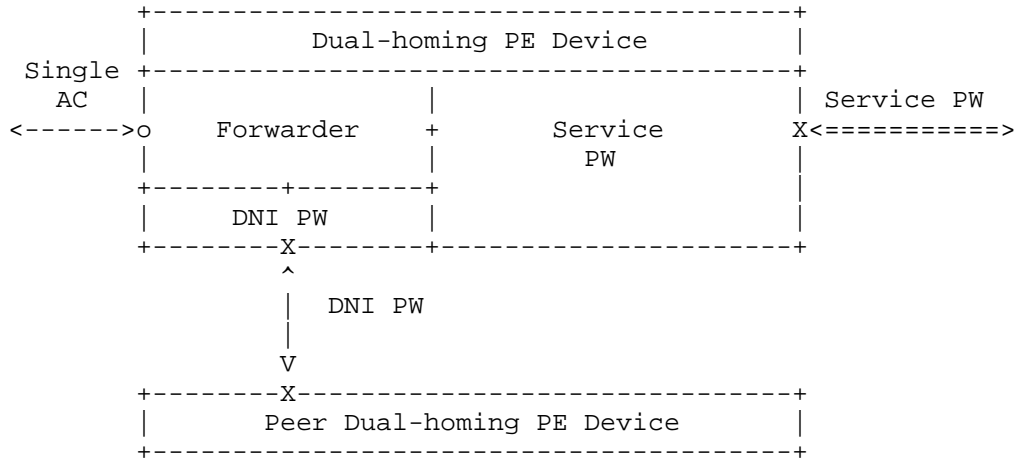 Dual-homing PE Device
Single
AC
Service PW
Forwarder
Service
PW
DNI PW
DNI PW
Peer Dual-homing PE Device